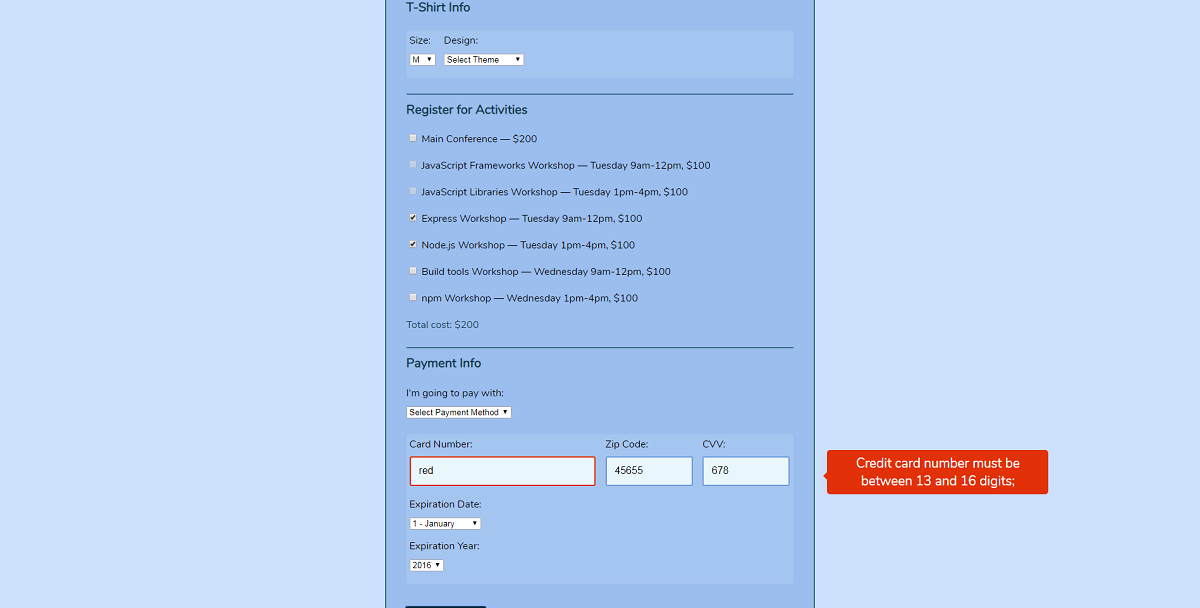 T-Shirt Info
Size: Design:
M Select Theme
Register for Activities
Main Conference — $200
JavaScript Frameworks Workshop — Tuesday 9am-12pm, $100
JavaScript Libraries Workshop — Tuesday 1pm-4pm, $100
Express Workshop — Tuesday 9am-12pm, $100
Node.js Workshop — Tuesday 1pm-4pm, $100
Build tools Workshop — Wednesday 9am-12pm, $100
npm Workshop — Wednesday 1pm-4pm, $100
Total cost: $200
Payment Info
I'm going to pay with:
Select Payment Method
Card Number: Zip Code: CVV:
red 45655 678
Credit card number must be
between 13 and 16 digits;
Expiration Date:
1 - January
Expiration Year:
2016